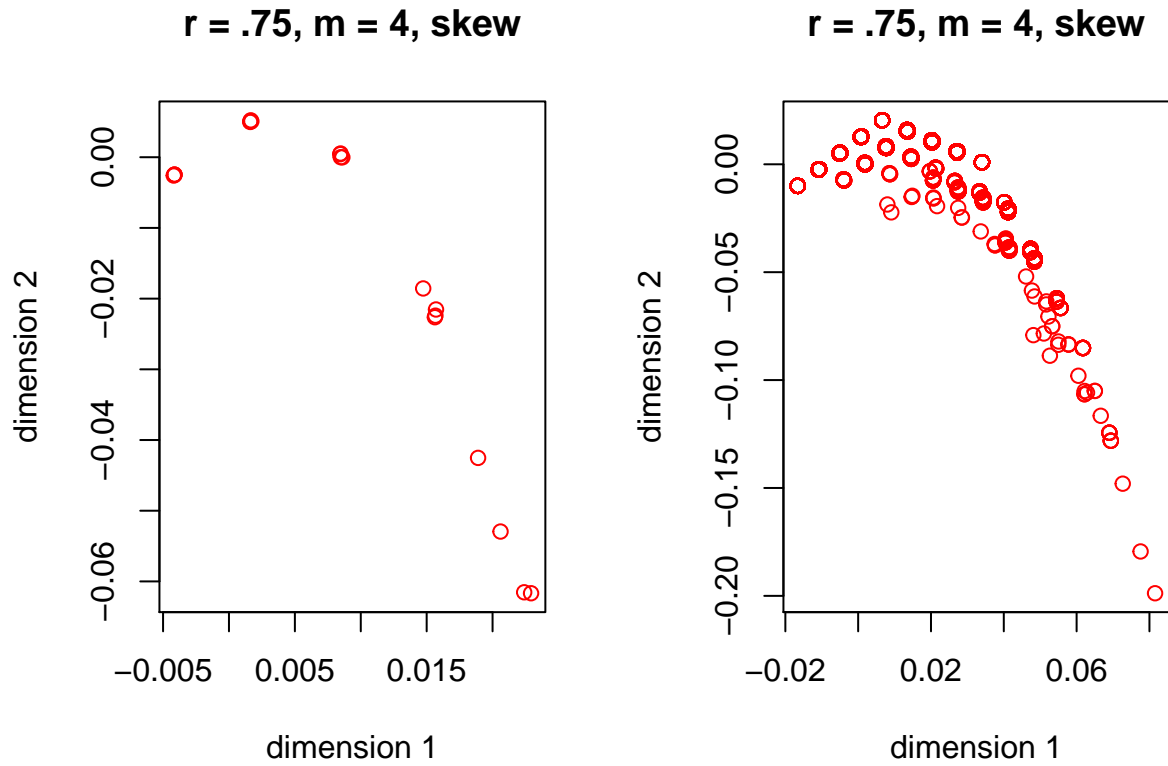 r = .75, m = 4, skew
dimension 2
0.00
−0.02
−0.04
−0.06
−0.005
0.005
0.015
dimension 1
r = .75, m = 4, skew
dimension 2
0.00
−0.05
−0.10
−0.15
−0.20
−0.02
0.02
0.06
dimension 1